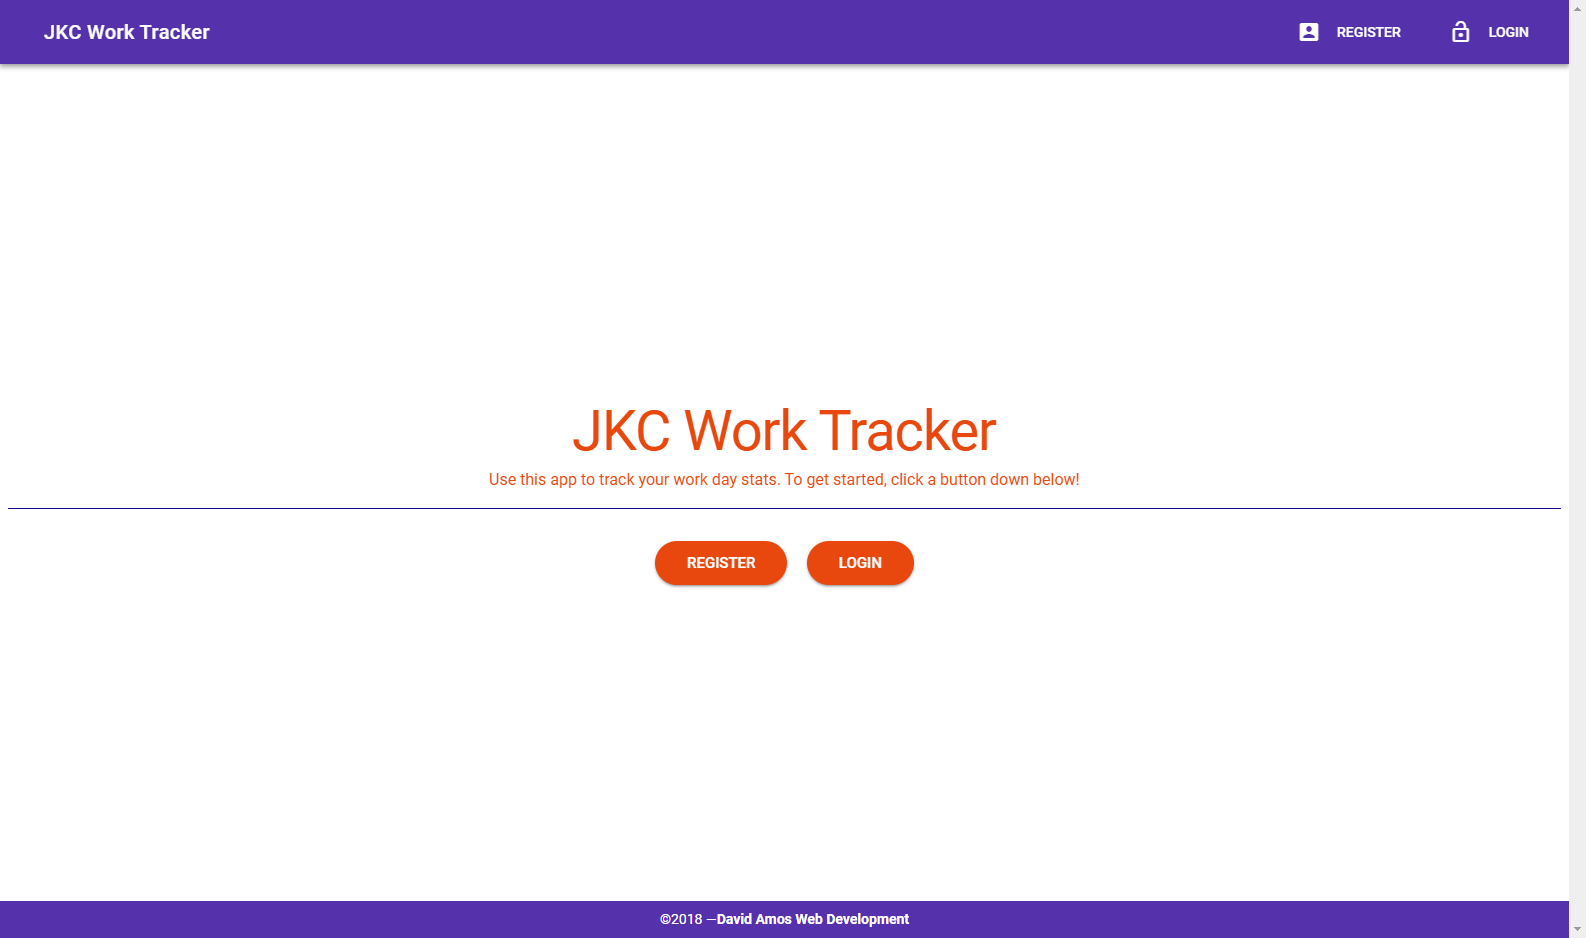 JKC Work Tracker
REGISTER
LOGIN
JKC Work Tracker
Use this app to track your work day stats. To get started, click a button down below!
REGISTER
LOGIN
©2018 —David Amos Web Development